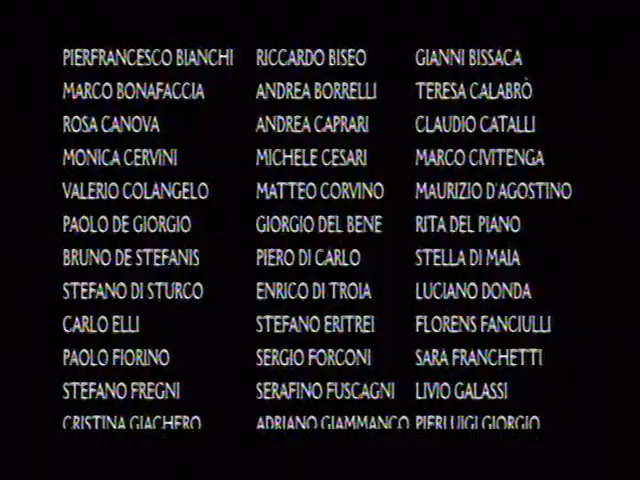 PIERFRANCESCO BIANCHI RICCARDO BISEO GIANNI BISSACA
MARCO BONAFACCIA ANDREA BORRELLI TERESA CALABRÒ
ROSA CANOVA ANDREA CAPRARI CLAUDIO CATALLI
MONICA CERVINI MICHELE CESARI MARCO CIVITENGA
VALERIO COLANGELO MATTEO CORVINO MAURIZIO D'AGOSTINO
PAOLO DE GIORGIO GIORGIO DEL BENE RITA DEL PIANO
BRUNO DE STEFANIS PIERO DI CARLO STELLA DI MAIA
STEFANO DI STURCO ENRICO DI TROIA LUCIANO DONDA
CARLO ELLI STEFANO ERITREI FLORENS FANCIULLI
PAOLO FIORINO SERGIO FORCONI SARA FRANCHETTI
STEFANO FREGNI SERAFINO FUSCAGNI LIVIO GALASSI
CRISTINA GIACHERO ADRIANO GIAMMANCO PIERLUIGI GIORGIO